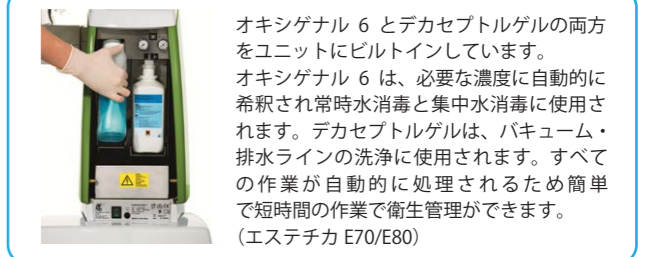 オキシゲナル 6 とデカセプトルゲルの両方
をユニットにビルトインしています。
オキシゲナル 6 は、必要な濃度に自動的に
希釈され常時水消毒と集中水消毒に使用さ
れます。デカセプトルゲルは、バキューム・
排水ラインの洗浄に使用されます。すべて
の作業が自動的に処理されるため簡単
で短時間の作業で衛生管理ができます。
（エステチカ E70/E80）